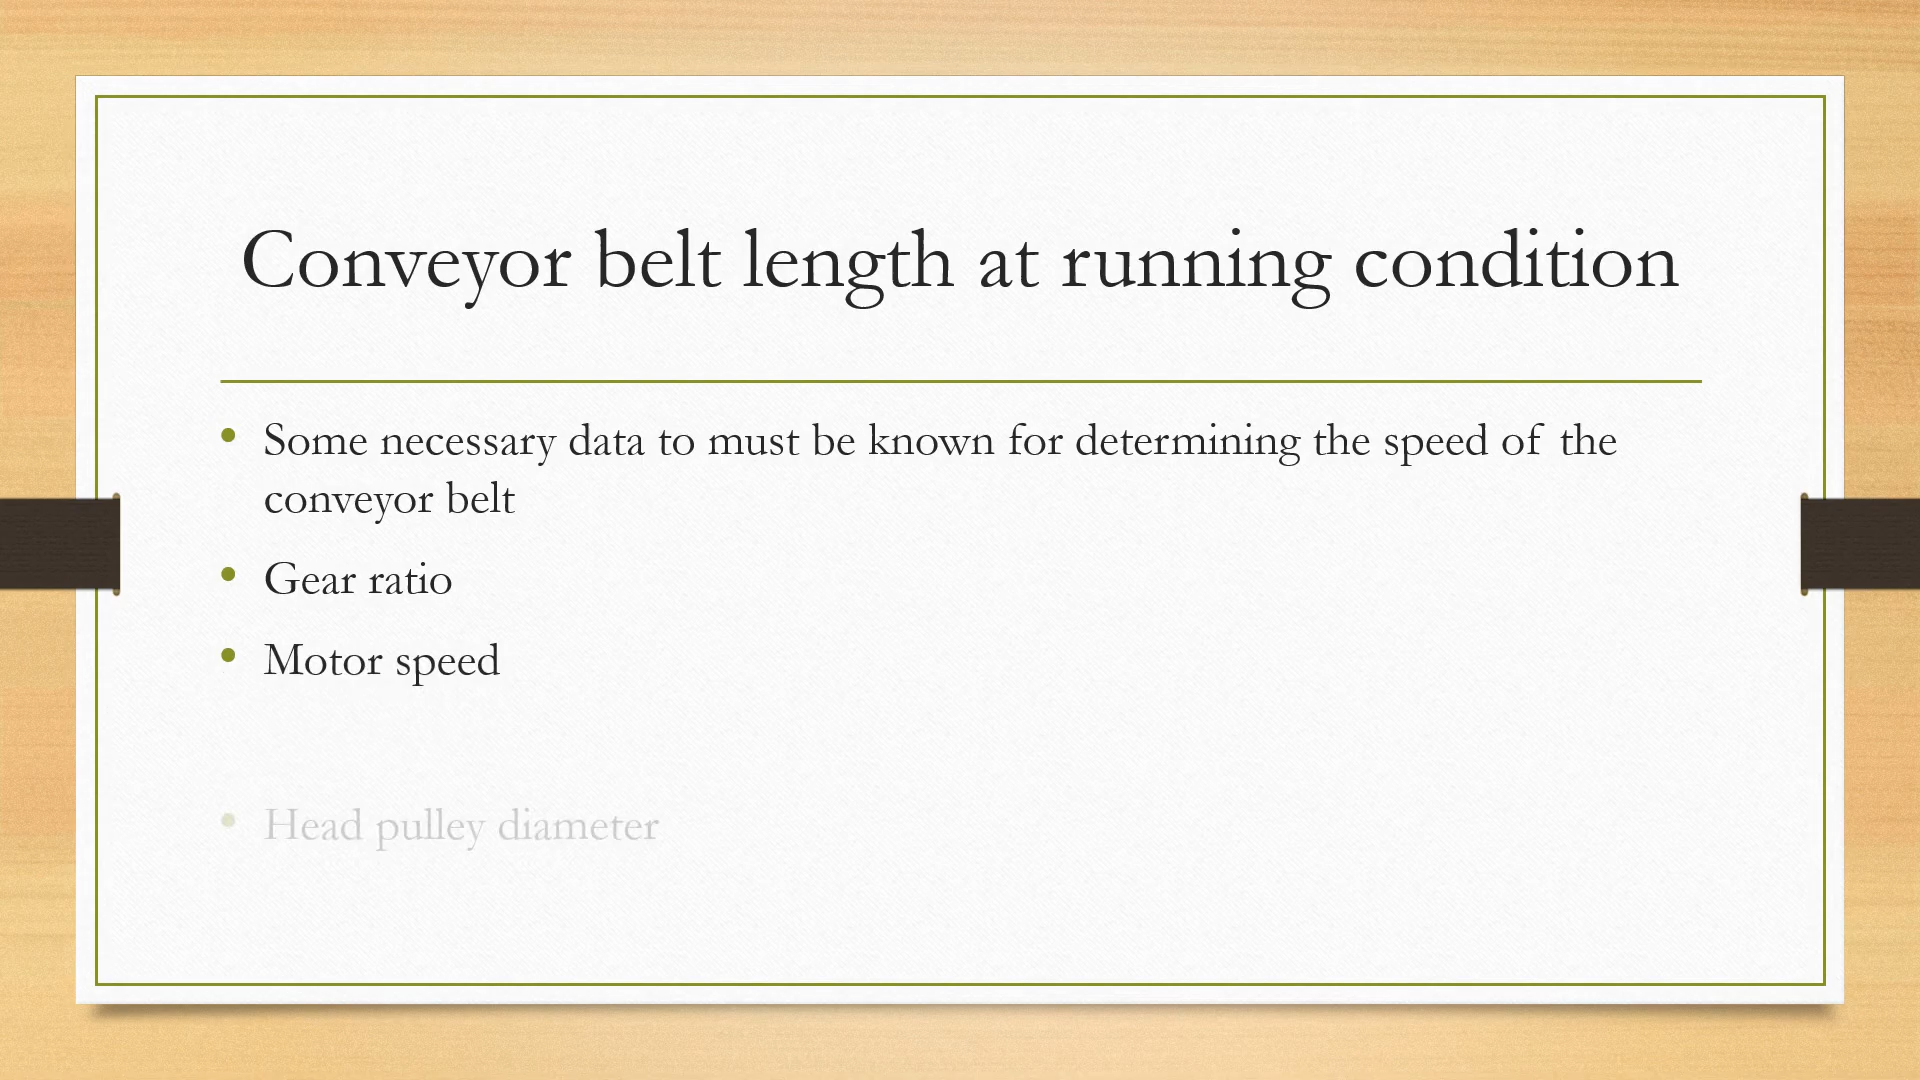 Conveyor belt length at running condition
• Some necessary data to must be known for determining the speed of the
conveyor belt
• Gear ratio
• Motor speed
• Head pulley diameter